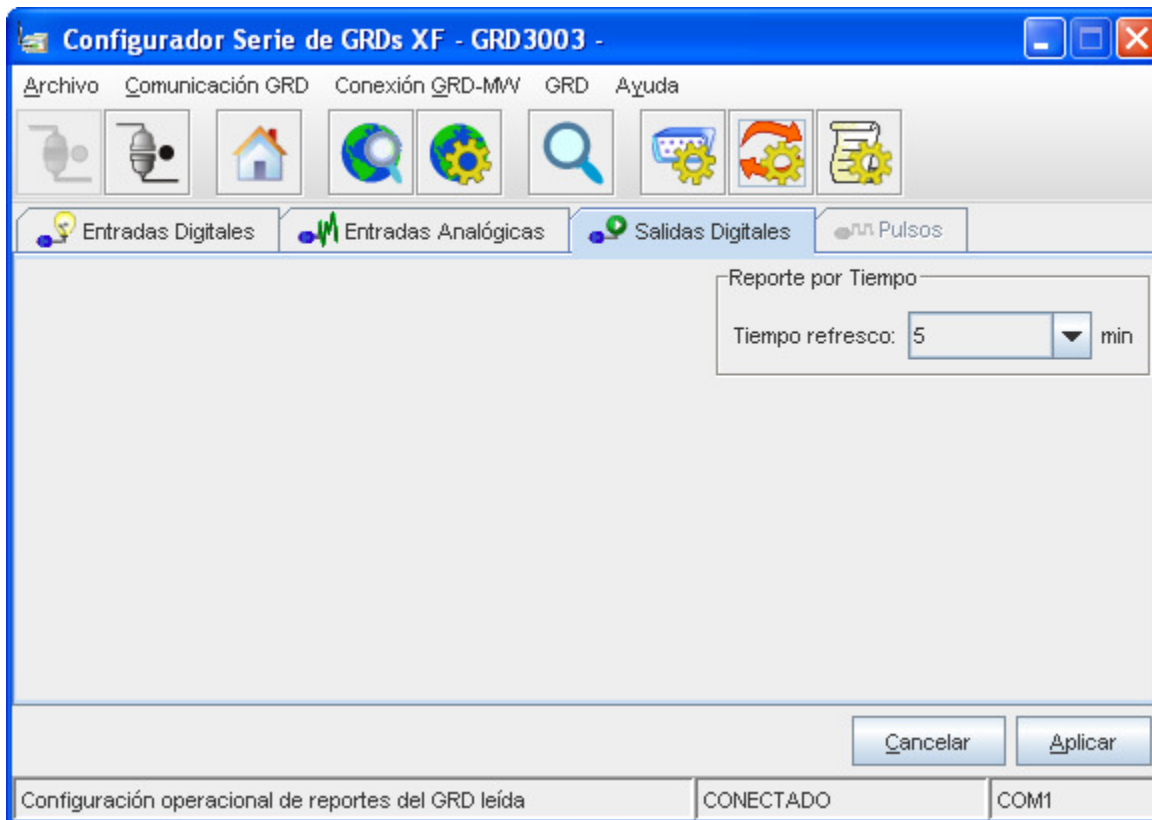 Configurador Serie de GRDs XF - GRD3003 -
Archivo Comunicación GRD Conexión GRD-MW GRD Ayuda
Entradas Digitales Entradas Analógicas Salidas Digitales Pulsos
Reporte por Tiempo
Tiempo refresco: 5 min
Cancelar Aplicar
Configuración operacional de reportes del GRD leída CONECTADO COM1